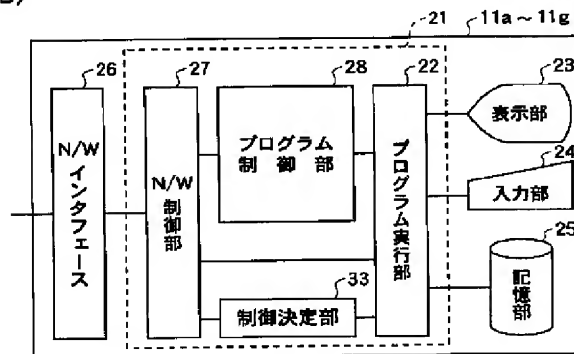 21
11a～11g
26
27
28
22
23
N/W
インタフェース
N/W
制御部
プログラム
制御部
プログラム実行部
表示部
24
入力部
25
記憶部
33
制御決定部